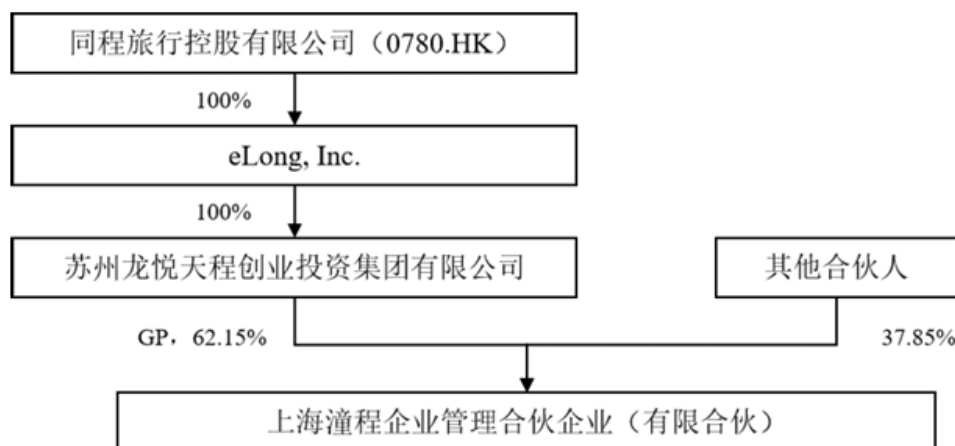 同程旅行控股有限公司（0780.HK）
100%
eLong, Inc.
100%
苏州龙悦天程创业投资集团有限公司
其他合伙人
GP，62.15%
37.85%
上海潼程企业管理合伙企业（有限合伙）